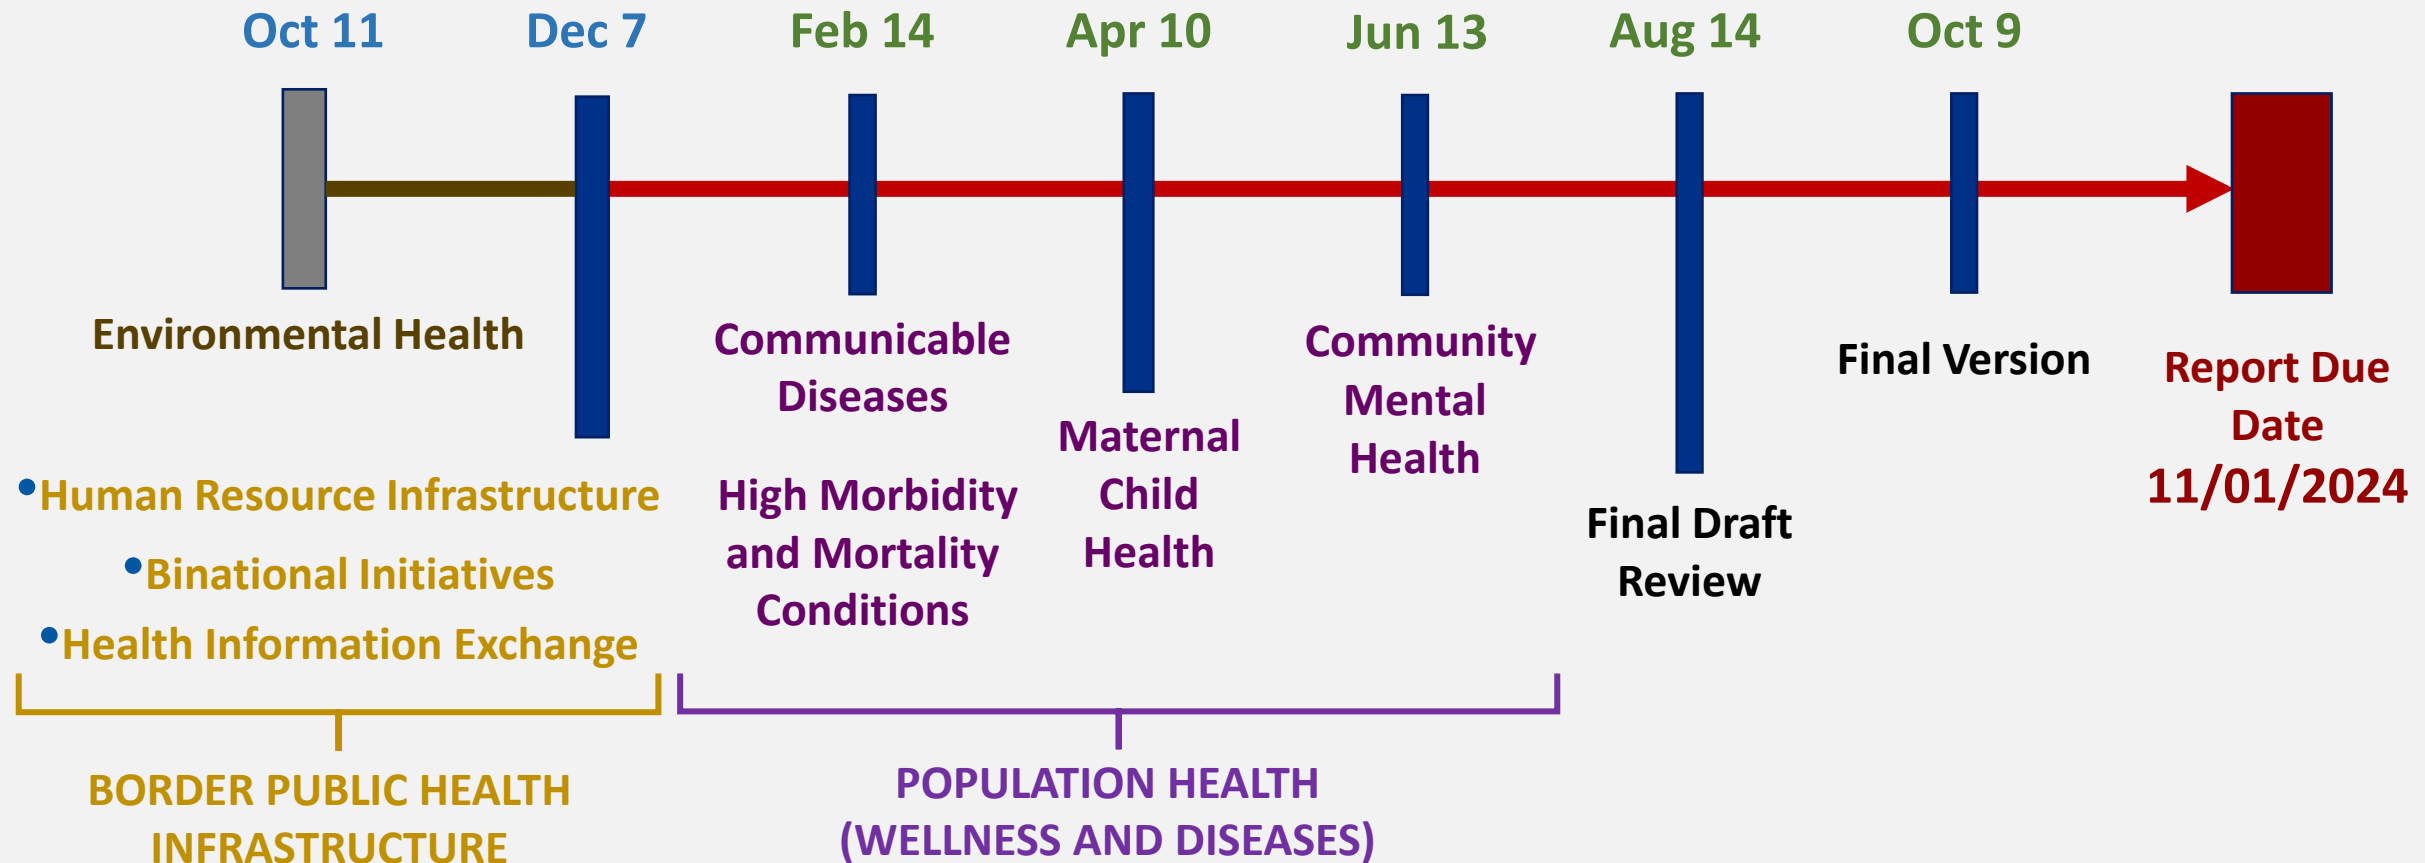 Oct 11
Dec 7
Feb 14
Apr 10
Jun 13
Aug 14
Oct 9
Environmental Health
•Human Resource Infrastructure
•Binational Initiatives
•Health Information Exchange
Communicable
Diseases
High Morbidity
and Mortality
Conditions
Maternal
Child
Health
Community
Mental
Health
Final Draft
Review
Final Version
Report Due
Date
11/01/2024
BORDER PUBLIC HEALTH
INFRASTRUCTURE
POPULATION HEALTH
(WELLNESS AND DISEASES)